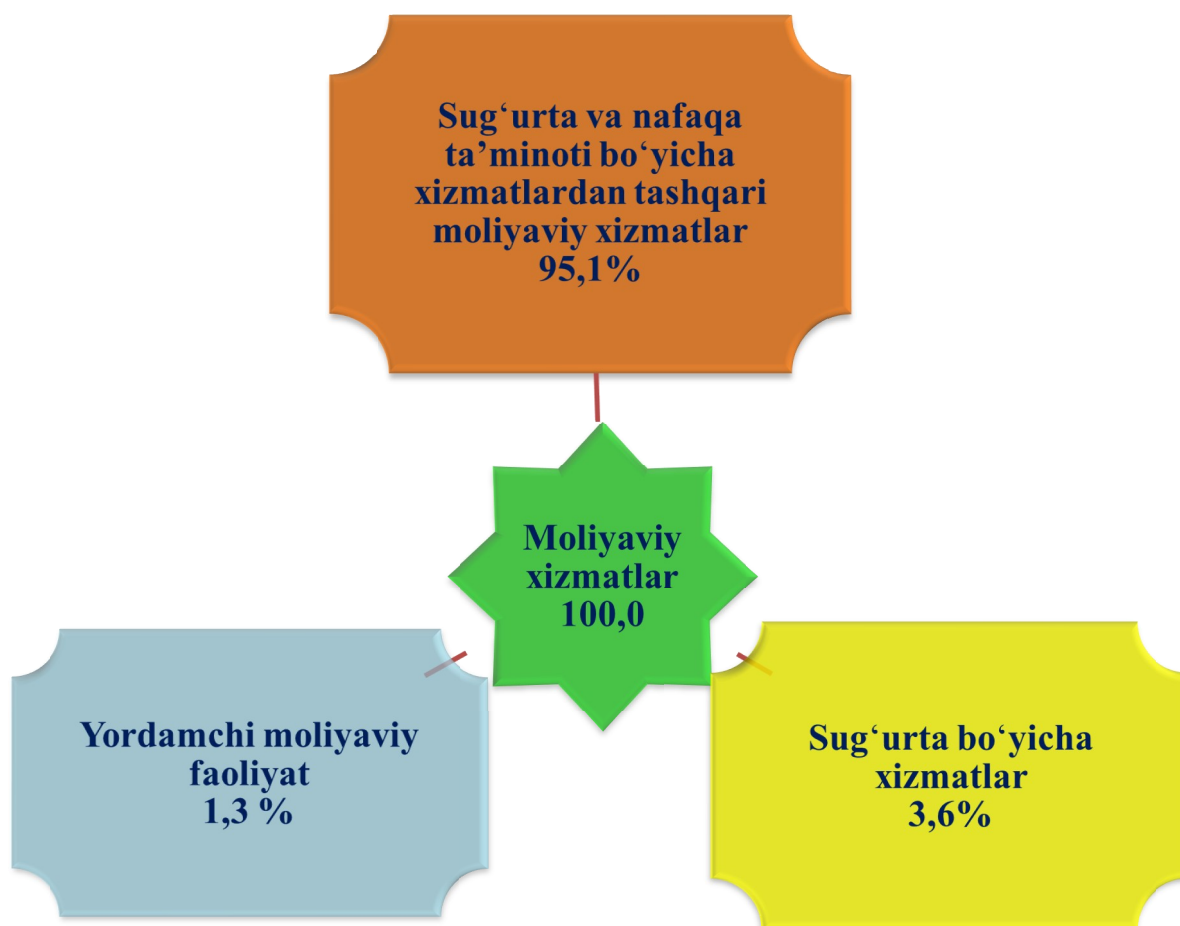 Sug‘urta va nafaqa
ta’minoti bo‘yicha
xizmatlardan tashqari
moliyaviy xizmatlar
95,1%
Moliyaviy
xizmatlar
100,0
Yordamchi moliyaviy
faoliyat
1,3 %
Sug‘urta bo‘yicha
xizmatlar
3,6%